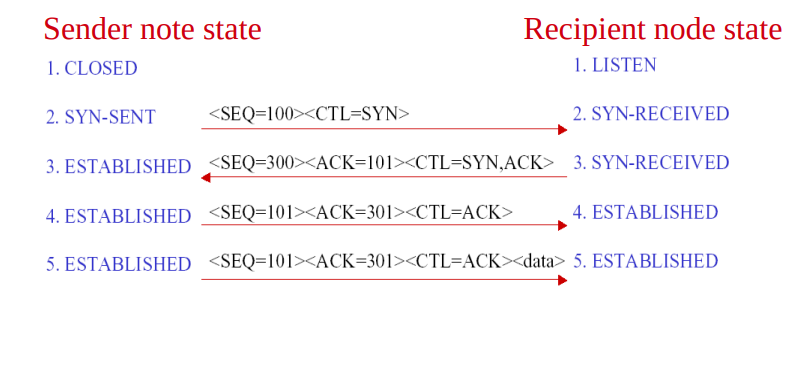 Sender note state Recipient node state
1. CLOSED 1. LISTEN
2. SYN-SENT <SEQ=100><CTL=SYN> 2. SYN-RECEIVED
3. ESTABLISHED <SEQ=300><ACK=101><CTL=SYN,ACK> 3. SYN-RECEIVED
4. ESTABLISHED <SEQ=101><ACK=301><CTL=ACK> 4. ESTABLISHED
5. ESTABLISHED <SEQ=101><ACK=301><CTL=ACK><data> 5. ESTABLISHED